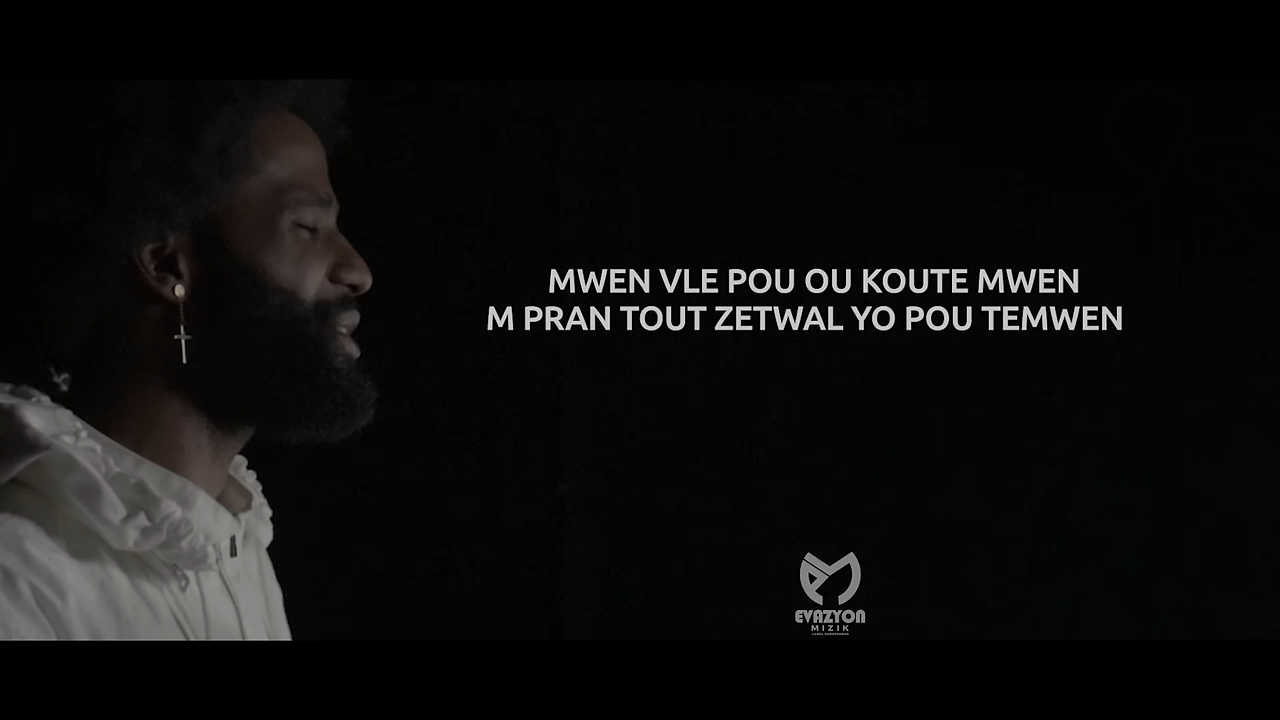 MWEN VLE POU OU KOUTE MWEN
M PRAN TOUT ZETWAL YO POU TEMWEN
EVAZYON
MIZIK